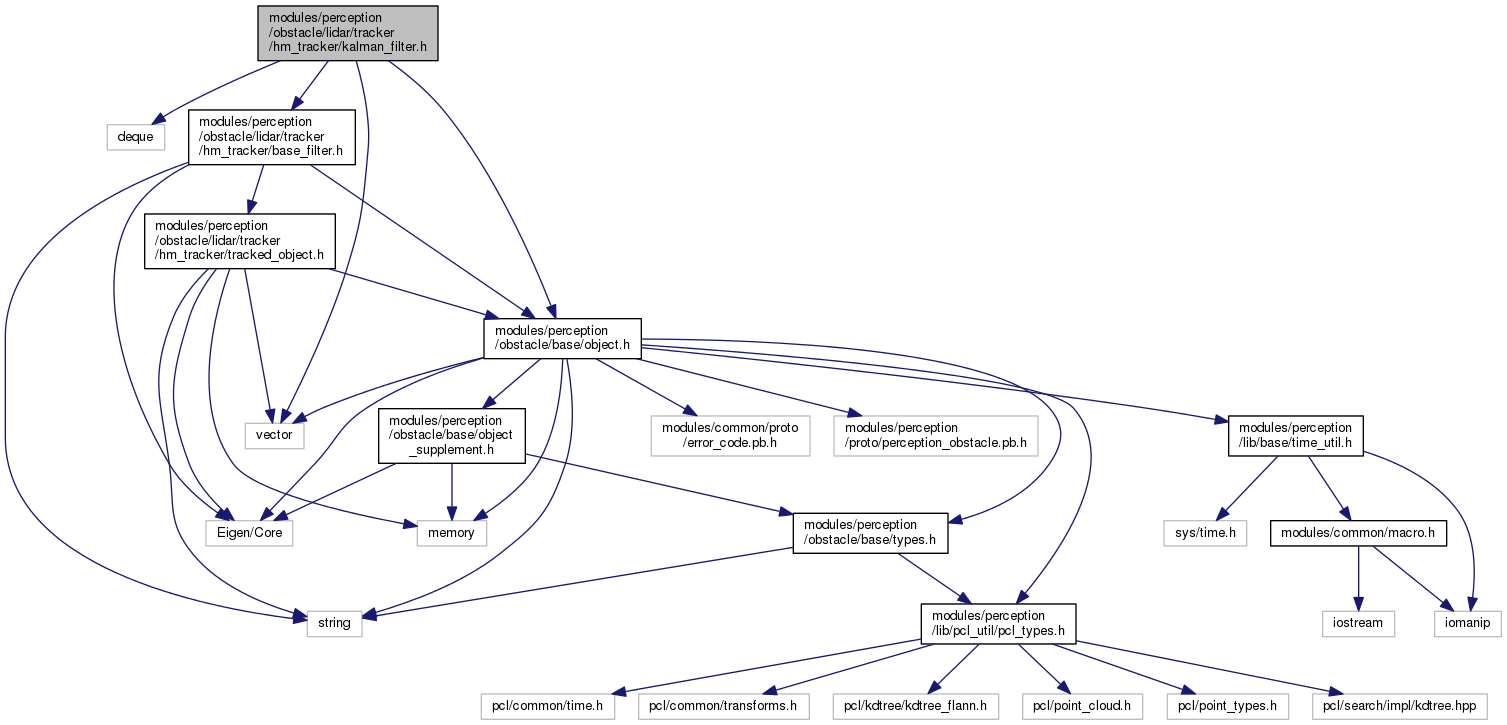 modules/perception
/obstacle/lidar/tracker
/hm_tracker/kalman_filter.h
deque
modules/perception
/obstacle/lidar/tracker
/hm_tracker/base_filter.h
modules/perception
/obstacle/lidar/tracker
/hm_tracker/tracked_object.h
modules/perception
/obstacle/base/object.h
vector
modules/perception
/obstacle/base/object
_supplement.h
modules/common/proto
/error_code.pb.h
modules/perception
/proto/perception_obstacle.pb.h
modules/perception
/lib/base/time_util.h
Eigen/Core
memory
modules/perception
/obstacle/base/types.h
sys/time.h
modules/common/macro.h
string
modules/perception
/lib/pcl_util/pcl_types.h
iostream
iomanip
pcl/common/time.h
pcl/common/transforms.h
pcl/kdtree/kdtree_flann.h
pcl/point_cloud.h
pcl/point_types.h
pcl/search/impl/kdtree.hpp